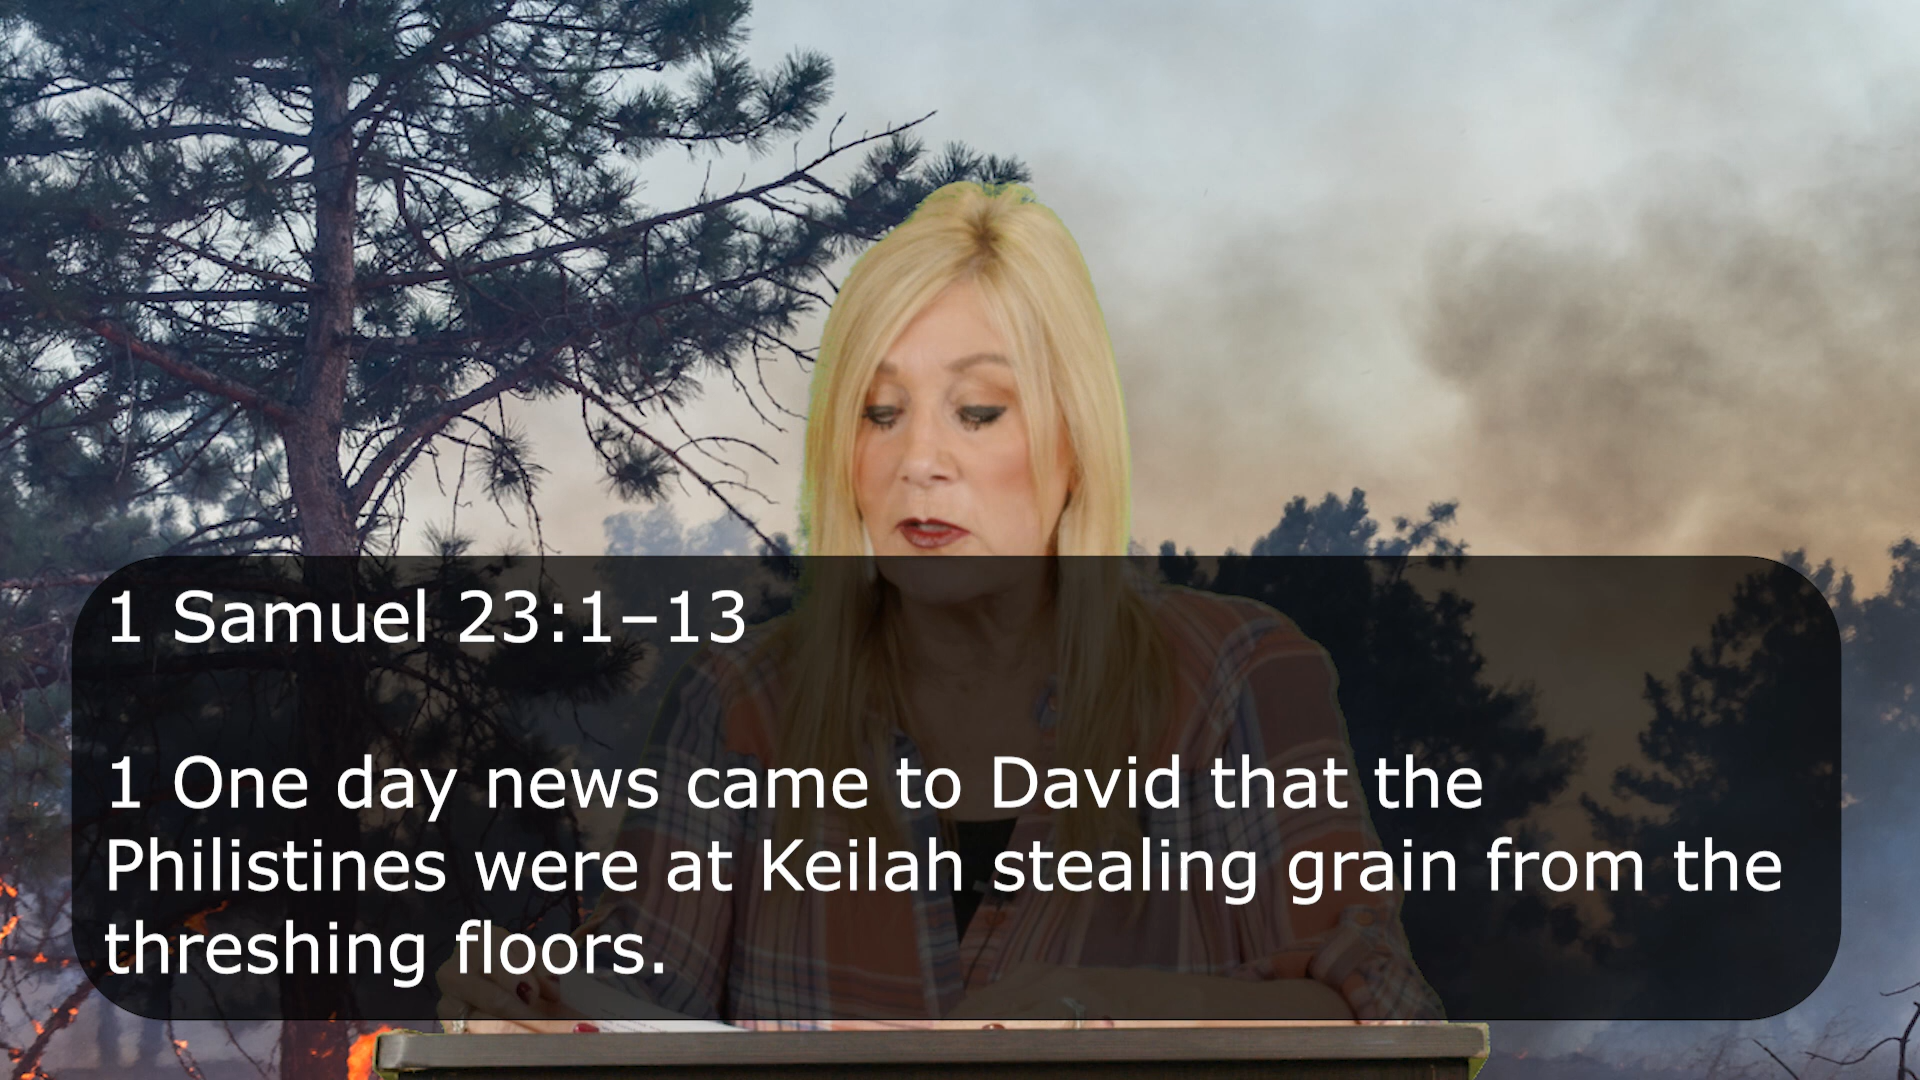 1 Samuel 23:1–13
1 One day news came to David that the
Philistines were at Keilah stealing grain from the
threshing floors.